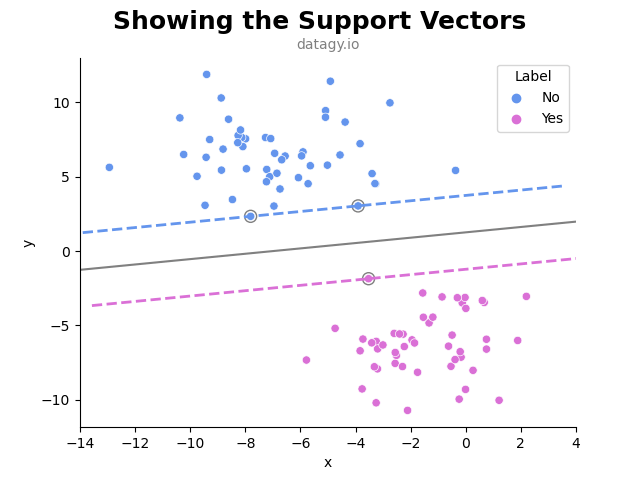 Showing the Support Vectors
datagy.io
Label
No
Yes
10
5
0
−5
−10
y
−14 −12 −10 −8 −6 −4 −2 0 2 4
x